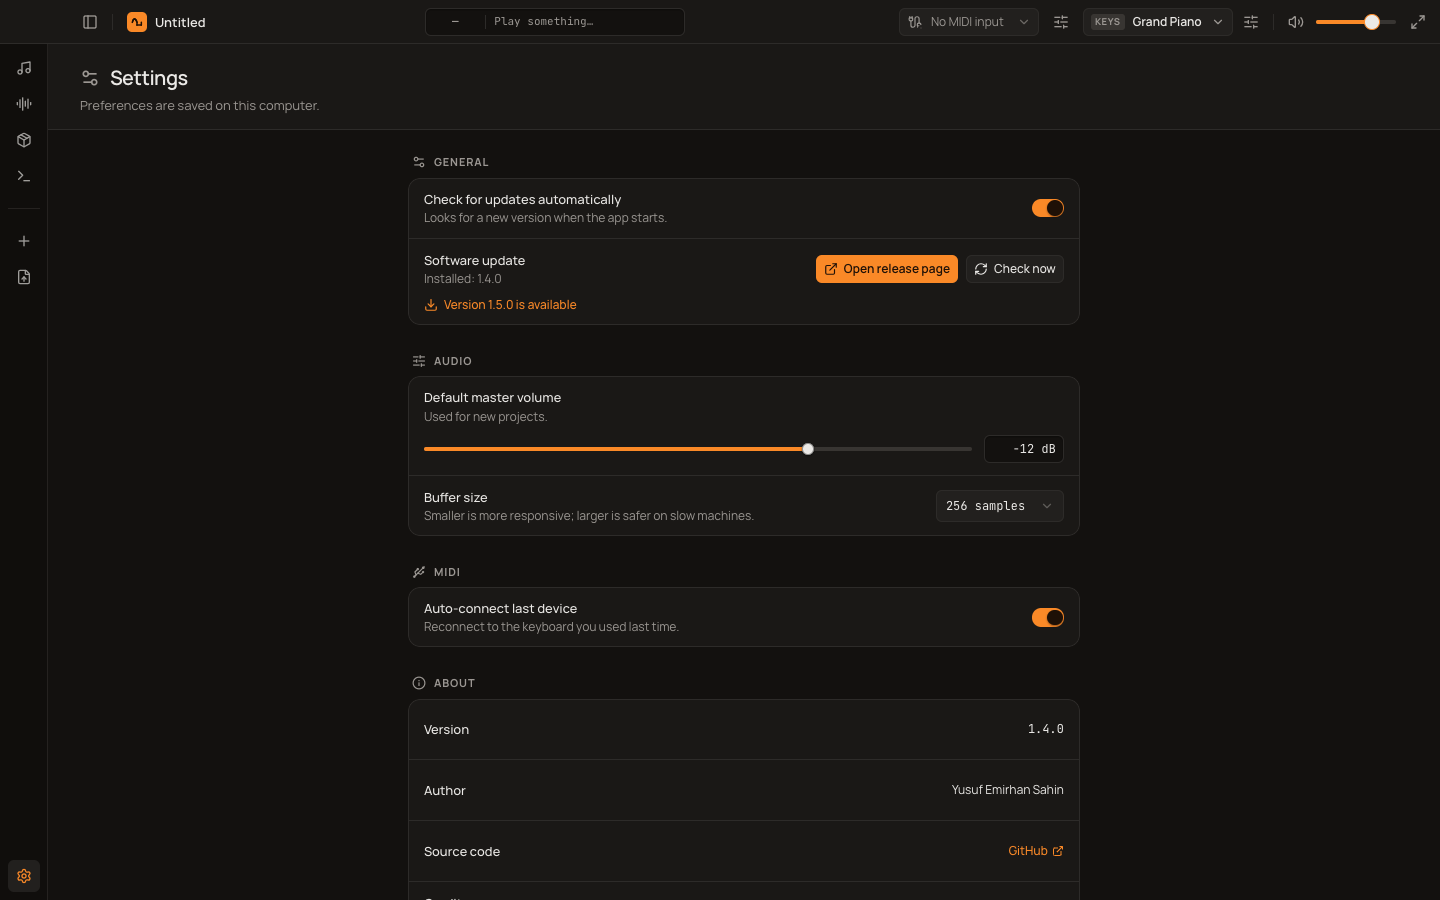 Untitled
–
Play something…
No MIDI input
KEYS
Grand Piano
Settings
Preferences are saved on this computer.
GENERAL
Check for updates automatically
Looks for a new version when the app starts.
Software update
Installed: 1.4.0
Open release page
Check now
Version 1.5.0 is available
AUDIO
Default master volume
Used for new projects.
-12 dB
Buffer size
Smaller is more responsive; larger is safer on slow machines.
256 samples
MIDI
Auto-connect last device
Reconnect to the keyboard you used last time.
ABOUT
Version
1.4.0
Author
Yusuf Emirhan Sahin
Source code
GitHub